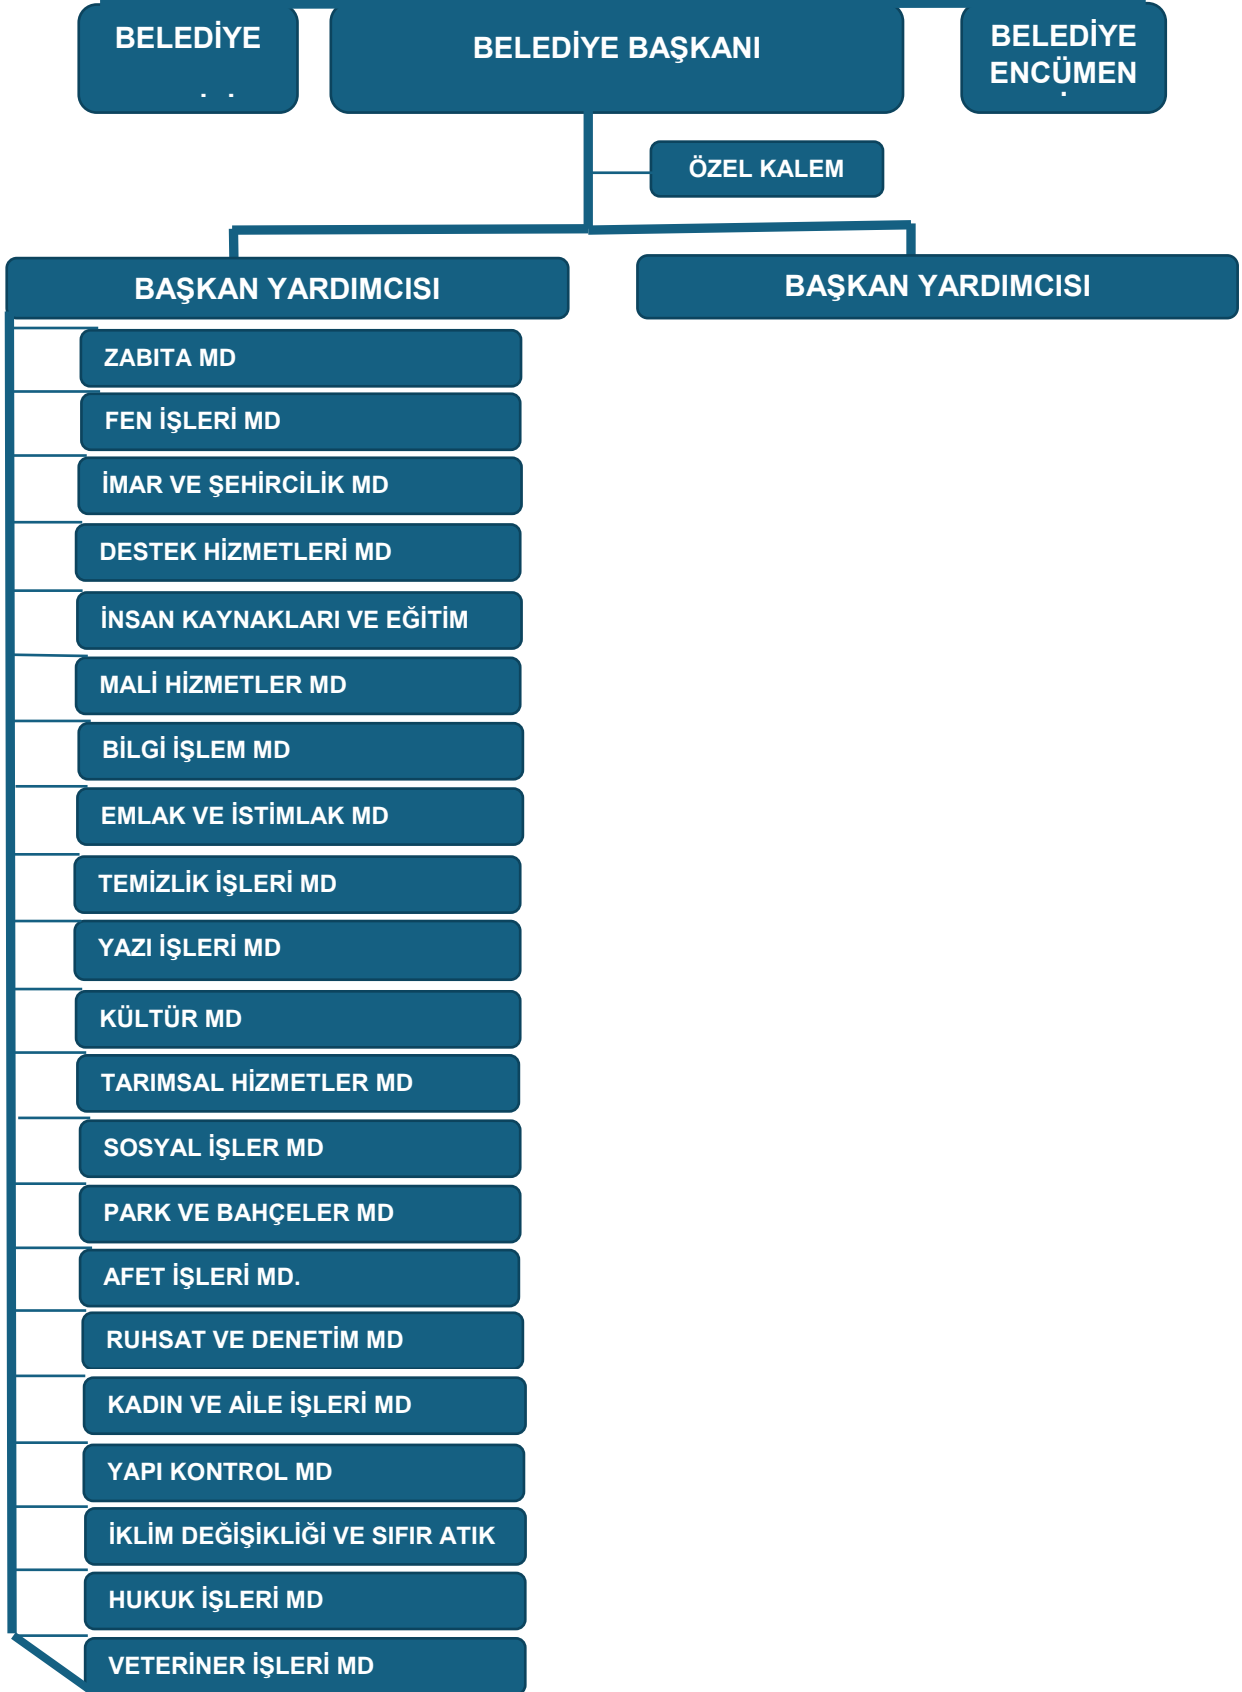 BELEDİYE
BELEDİYE BAŞKANI
BELEDİYE
ENCÜMEN
ÖZEL KALEM
BAŞKAN YARDIMCISI
BAŞKAN YARDIMCISI
ZABITA MD
FEN İŞLERİ MD
İMAR VE ŞEHİRCİLİK MD
DESTEK HİZMETLERİ MD
İNSAN KAYNAKLARI VE EĞİTİM
MALİ HİZMETLER MD
BİLGİ İŞLEM MD
EMLAK VE İSTİMLAK MD
TEMİZLİK İŞLERİ MD
YAZI İŞLERİ MD
KÜLTÜR MD
TARIMSAL HİZMETLER MD
SOSYAL İŞLER MD
PARK VE BAHÇELER MD
AFET İŞLERİ MD.
RUHSAT VE DENETİM MD
KADIN VE AİLE İŞLERİ MD
YAPI KONTROL MD
İKLİM DEĞİŞİKLİĞİ VE SIFIR ATIK
HUKUK İŞLERİ MD
VETERİNER İŞLERİ MD